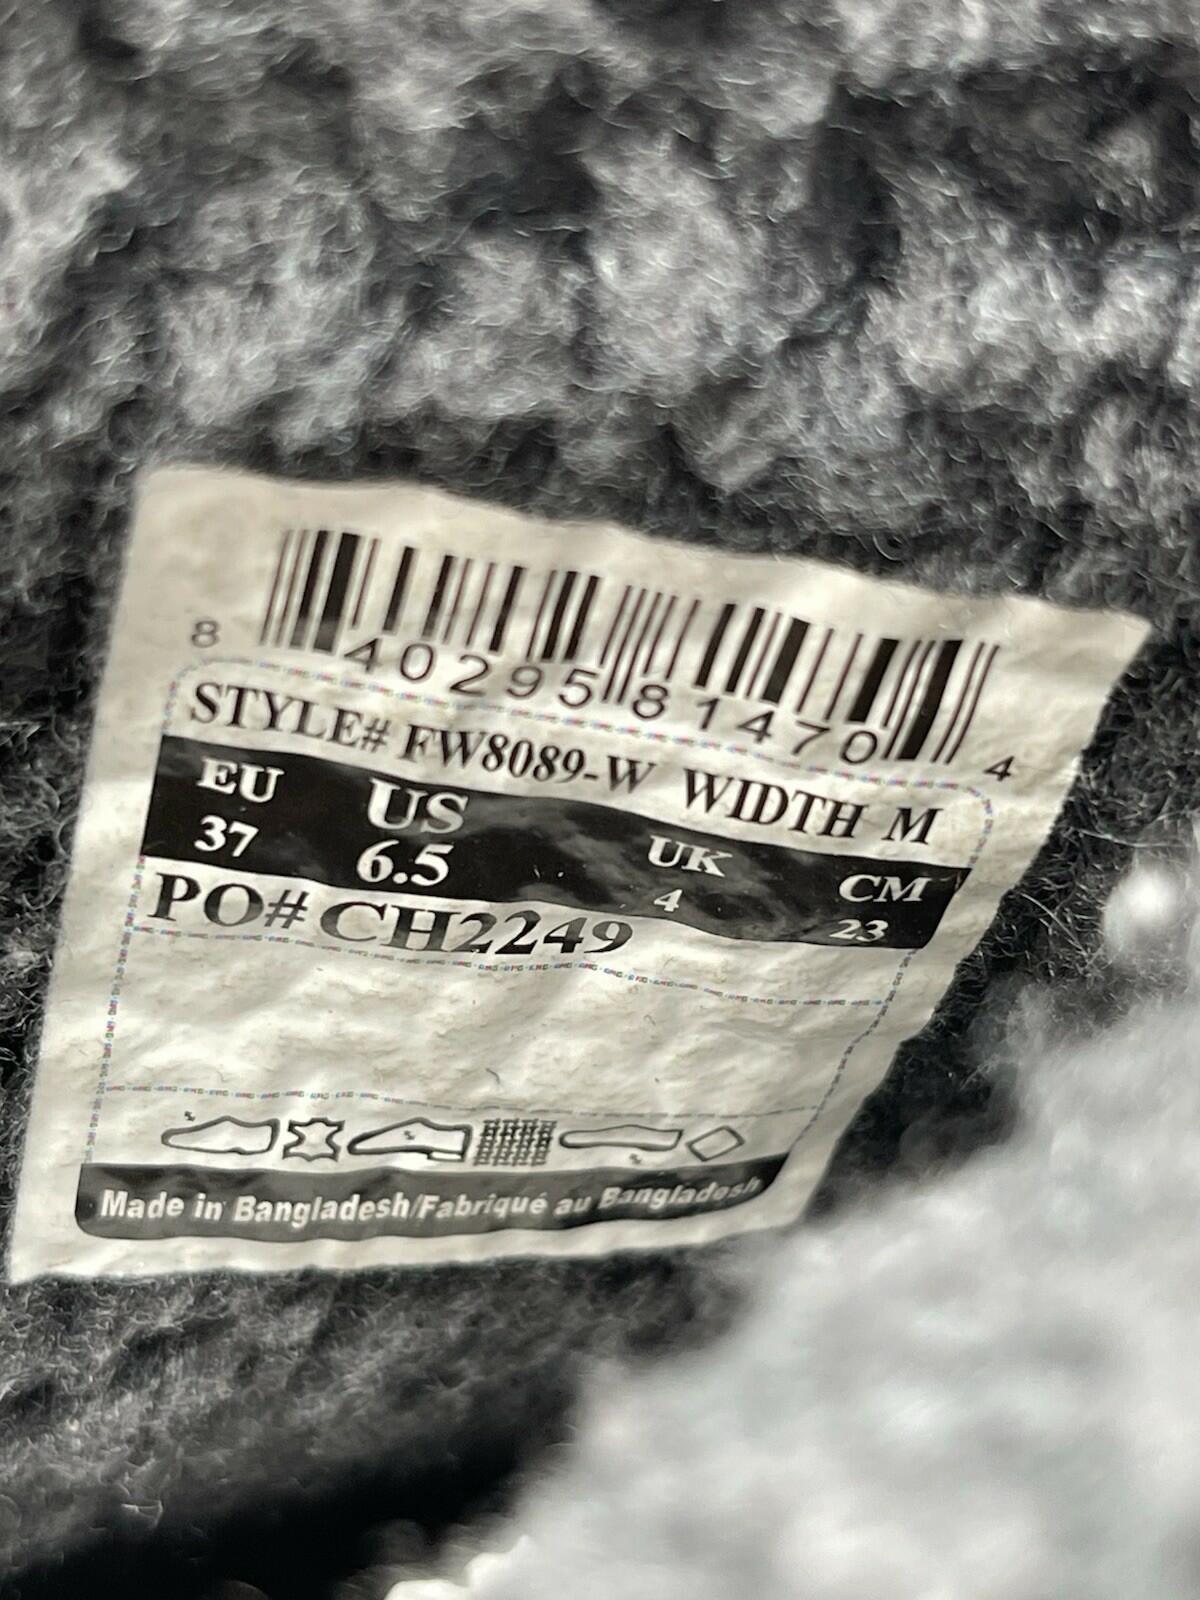 8 40295 81470 4
STYLE# FW8089-W WIDTH M
EU US UK CM
37 6.5 4 23
PO# CH2249
Made in Bangladesh/Fabriqué au Bangladesh